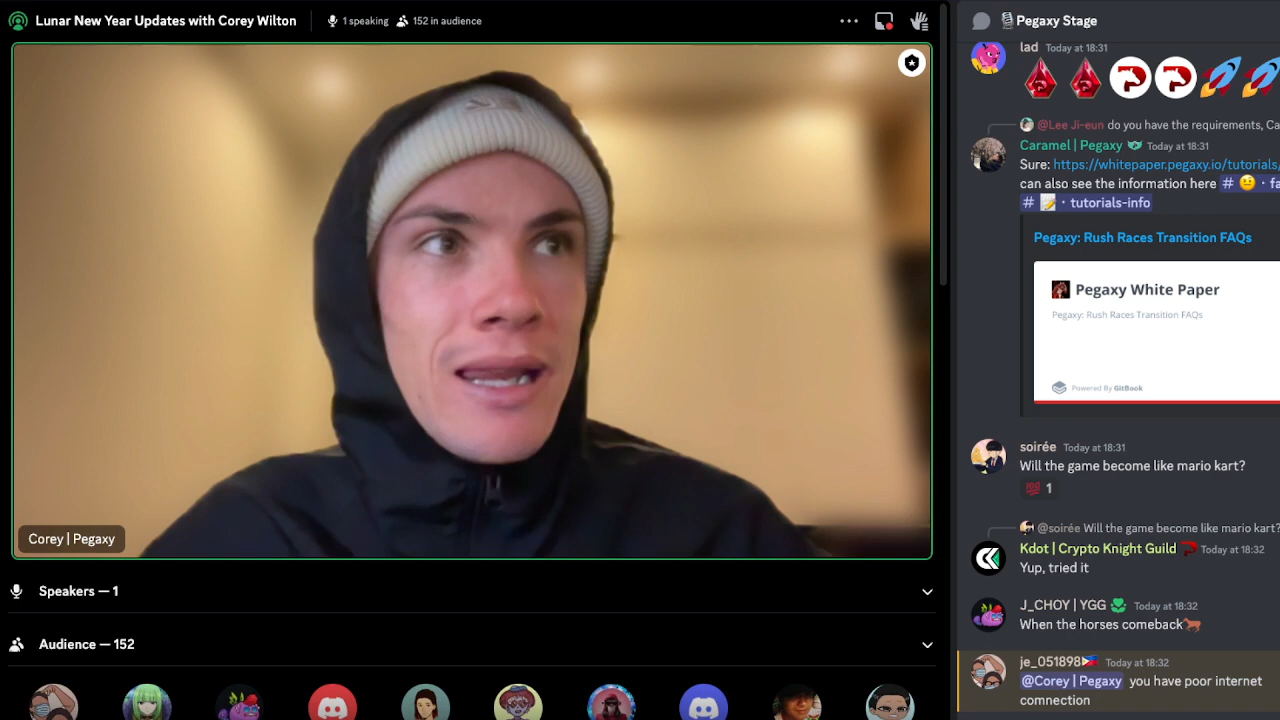 Lunar New Year Updates with Corey Wilton
1 speaking
152 in audience
Corey | Pegaxy
Speakers — 1
Audience — 152
Pegaxy Stage
lad Today at 18:31
@Lee Ji-eun do you have the requirements, Ca
Caramel | Pegaxy Today at 18:31
Sure: https://whitepaper.pegaxy.io/tutorials/
can also see the information here # · fa
# · tutorials-info
Pegaxy: Rush Races Transition FAQs
Pegaxy White Paper
Pegaxy: Rush Races Transition FAQs
Powered By GitBook
soirée Today at 18:31
Will the game become like mario kart?
1
@soirée Will the game become like mario kart?
Kdot | Crypto Knight Guild Today at 18:32
Yup, tried it
J_CHOY | YGG Today at 18:32
When the horses comeback
je_051898 Today at 18:32
@Corey | Pegaxy you have poor internet
connection